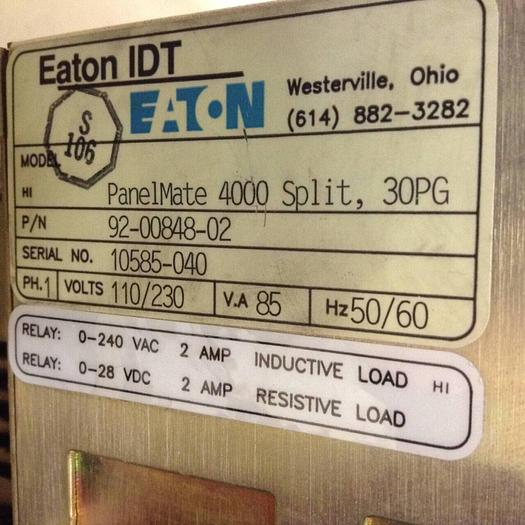 Eaton IDT
EATON
Westerville, Ohio
(614) 882-3282
S
106
MODEL
HI PanelMate 4000 Split, 30PG
P/N 92-00848-02
SERIAL NO. 10585-040
PH.1 VOLTS 110/230 V.A 85 Hz 50/60
RELAY: 0-240 VAC 2 AMP INDUCTIVE LOAD HI
RELAY: 0-28 VDC 2 AMP RESISTIVE LOAD